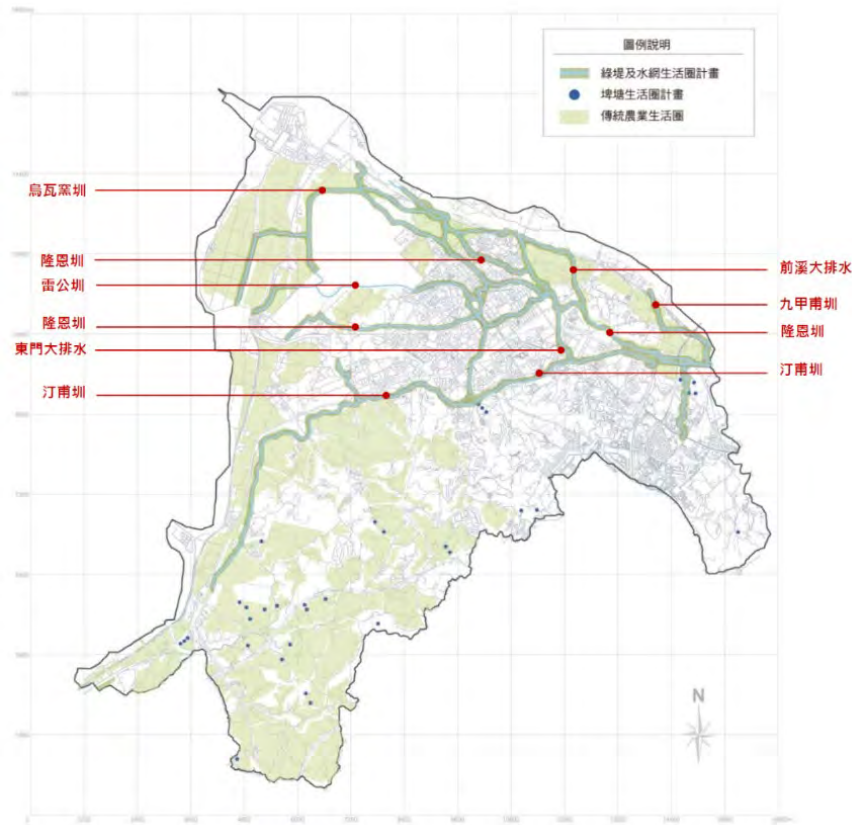 圖例說明
綠堤及水網生活圈計畫
埤塘生活圈計畫
傳統農業生活圈
烏瓦窯圳
隆恩圳
雷公圳
隆恩圳
東門大排水
汀甫圳
前溪大排水
九甲甫圳
隆恩圳
汀甫圳
N